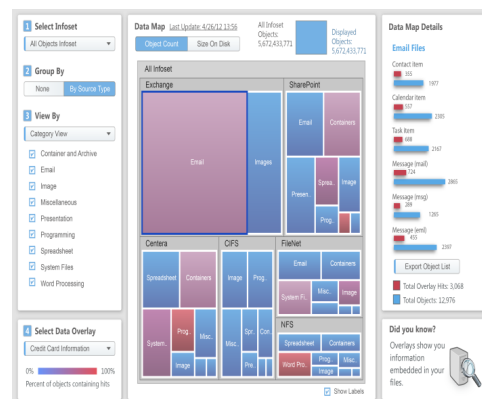 1 Select Infoset
All Objects Infoset
2 Group By
None By Source Type
3 View By
Category View
Container and Archive
Email
Image
Miscellaneous
Presentation
Programming
Spreadsheet
System Files
Word Processing
4 Select Data Overlay
Credit Card Information
0% 100%
Percent of objects containing hits
Data Map Last Update: 4/26/12 13:56
Object Count Size On Disk
All Infoset
Objects:
5,672,433,771
Displayed
Objects:
5,672,433,771
All Infoset
Exchange
Email
Images
SharePoint
Email Containers
Presen.. Sprea.. Image
Prog..
Centera
Spreadsheet Containers
System.. Prog.. Misc..
Image
CIFS
Image Prog..
Misc.. Spr.. Con..
Pre..
FileNet
Email Containers
System Fi.. Misc.. Image
NFS
Spreadsheet Containers
Word Pro.. Prog.. Misc..
Image
Show Labels
Data Map Details
Email Files
Contact item
355
1977
Calendar item
537
2305
Task item
608
2167
Message (mail)
724
2865
Message (msg)
289
1265
Message (eml)
455
2397
Export Object List
Total Overlay Hits: 3,068
Total Objects: 12,976
Did you know?
Overlays show you
information
embedded in your
files.